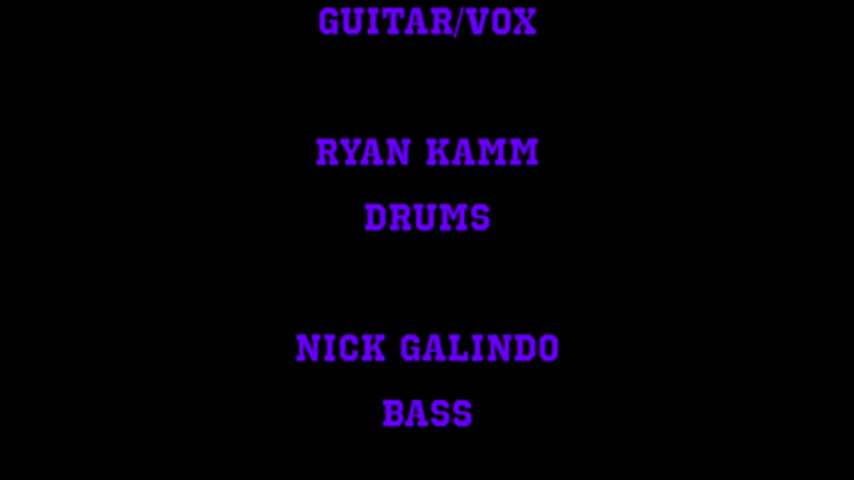 GUITAR/VOX
RYAN KAMM
DRUMS
NICK GALINDO
BASS